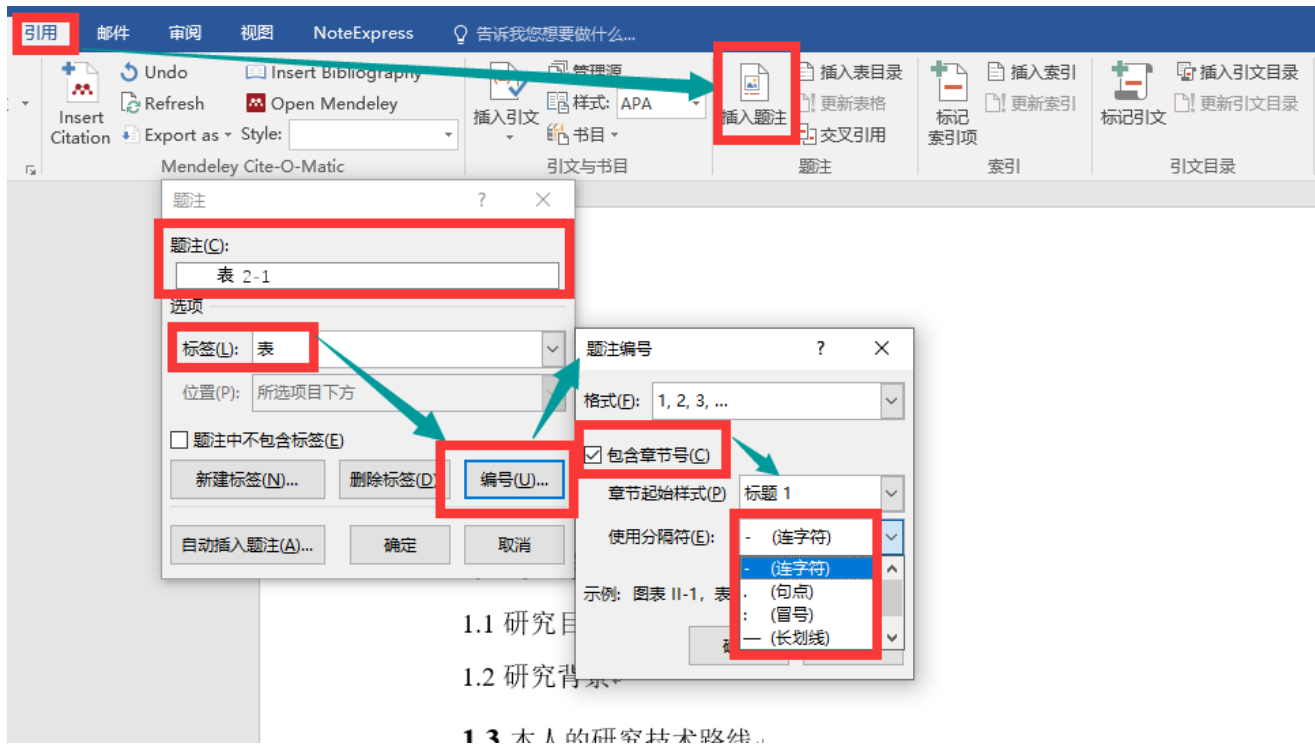 引用 邮件 审阅 视图 NoteExpress 告诉我您想要做什么...
Undo Insert Bibliography 管理源 插入表目录 插入索引 插入引文目录
Refresh Open Mendeley 样式: APA 更新表格 更新索引 更新引文目录
Insert Citation Export as Style: 插入引文 书目 插入题注 交叉引用 标记索引项 标记引文
Mendeley Cite-O-Matic 引文与书目 题注 索引 引文目录
题注 ? ×
题注(C):
表 2-1
选项
标签(L): 表
位置(P): 所选项目下方
题注中不包含标签(E)
新建标签(N)... 删除标签(D) 编号(U)...
自动插入题注(A)... 确定 取消
题注编号 ? ×
格式(F): 1, 2, 3, ...
包含章节号(C)
章节起始样式(P) 标题 1
使用分隔符(E): - (连字符)
- (连字符)
. (句点)
: (冒号)
— (长划线)
示例: 图表 II-1, 表
1.1 研究目
1.2 研究背景
1.3 本人的研究技术路线